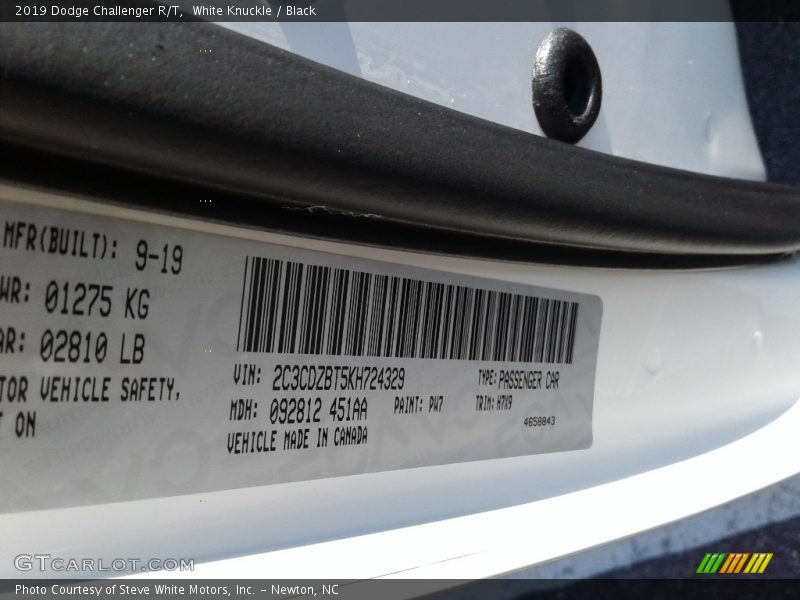 2019 Dodge Challenger R/T,  White Knuckle / Black
MFR(BUILT): 9-19
WR: 01275 KG
AR: 02810 LB
TOR VEHICLE SAFETY,
T ON
VIN: 2C3CDZBT5KH724329
TYPE: PASSENGER CAR
MDH: 092812 451AA
PAINT: PW7
TRIM: H7X9
VEHICLE MADE IN CANADA
4658843
GTCARLOT.COM
Photo Courtesy of Steve White Motors, Inc. – Newton, NC